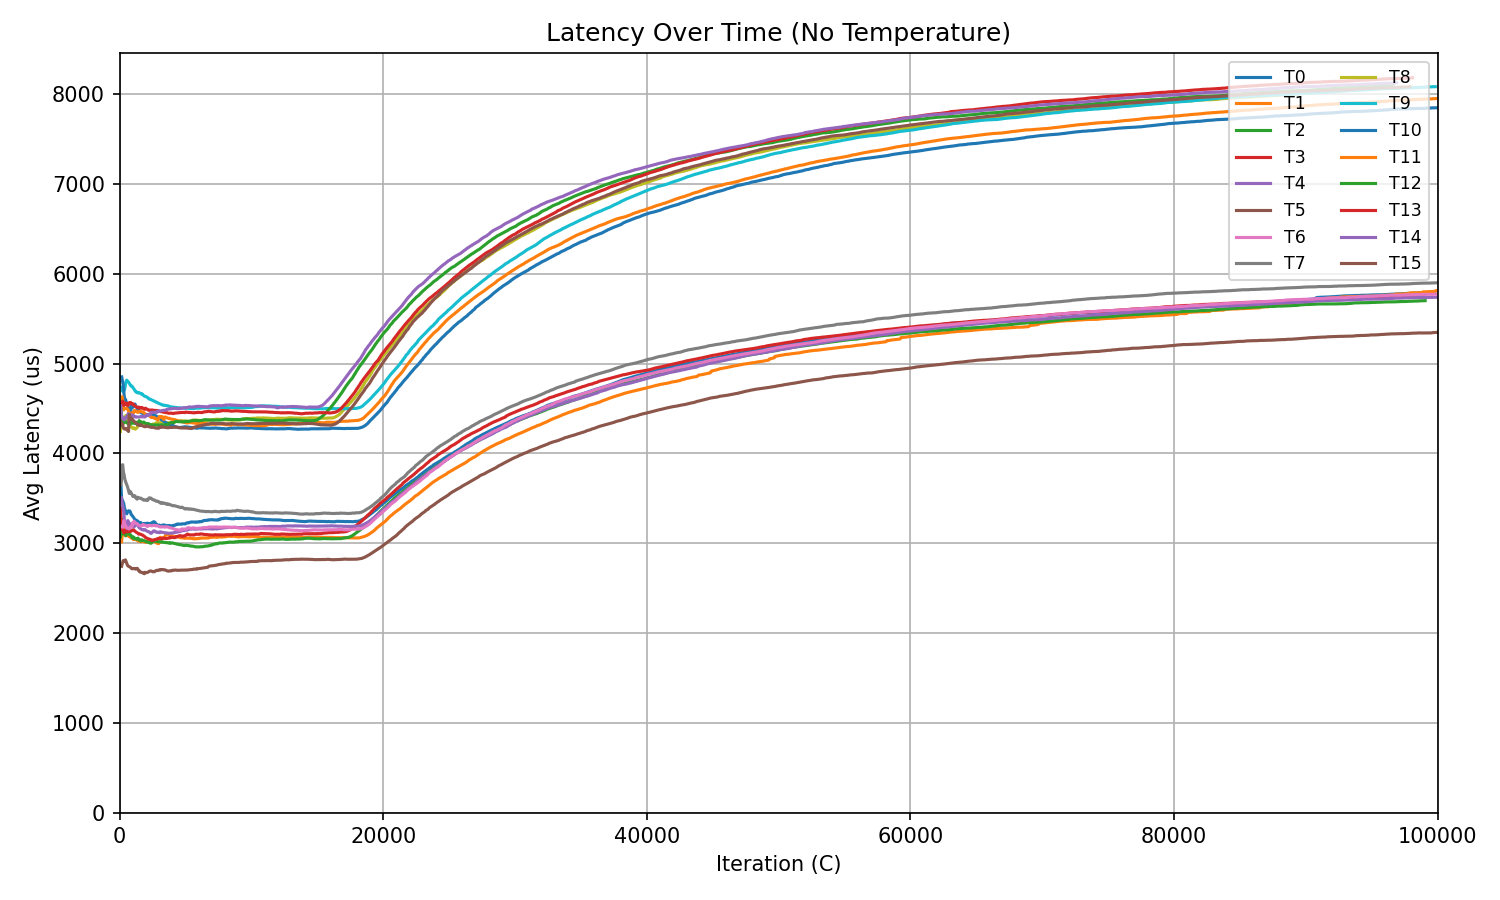 Latency Over Time (No Temperature)
Avg Latency (us)
8000
7000
6000
5000
4000
3000
2000
1000
0
T0 T8
T1 T9
T2 T10
T3 T11
T4 T12
T5 T13
T6 T14
T7 T15
0 20000 40000 60000 80000 100000
Iteration (C)